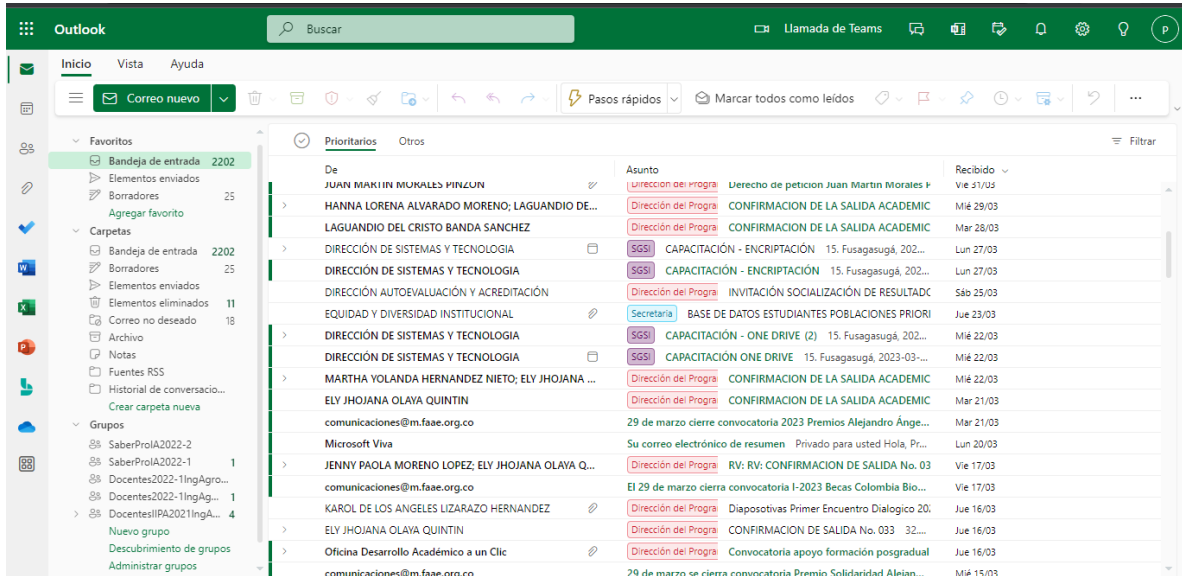 Outlook
Buscar
Llamada de Teams
P
Inicio Vista Ayuda
Correo nuevo
Pasos rápidos
Marcar todos como leídos
Favoritos
Bandeja de entrada 2202
Elementos enviados
Borradores 25
Agregar favorito
Carpetas
Bandeja de entrada 2202
Borradores 25
Elementos enviados
Elementos eliminados 11
Correo no deseado 18
Archivo
Notas
Fuentes RSS
Historial de conversacio...
Crear carpeta nueva
Grupos
SaberProIA2022-2
SaberProIA2022-1 1
Docentes2022-1IngAgro...
Docentes2022-1IngAg... 1
DocentesIIPA2021IngA... 4
Nuevo grupo
Descubrimiento de grupos
Administrar grupos
Prioritarios Otros
Filtrar
De Asunto Recibido
JUAN MARTIN MORALES PINZON Dirección del Progra Derecho de petición Juan Martin Morales P Vie 31/03
HANNA LORENA ALVARADO MORENO; LAGUANDIO DE... Dirección del Progra CONFIRMACION DE LA SALIDA ACADEMIC Mié 29/03
LAGUANDIO DEL CRISTO BANDA SANCHEZ Dirección del Progra CONFIRMACION DE LA SALIDA ACADEMIC Mar 28/03
DIRECCIÓN DE SISTEMAS Y TECNOLOGIA SGSI CAPACITACIÓN - ENCRIPTACIÓN 15. Fusagasugá, 202... Lun 27/03
DIRECCIÓN DE SISTEMAS Y TECNOLOGIA SGSI CAPACITACIÓN - ENCRIPTACIÓN 15. Fusagasugá, 202... Lun 27/03
DIRECCIÓN AUTOEVALUACIÓN Y ACREDITACIÓN Dirección del Progra INVITACIÓN SOCIALIZACIÓN DE RESULTADO Sáb 25/03
EQUIDAD Y DIVERSIDAD INSTITUCIONAL Secretaria BASE DE DATOS ESTUDIANTES POBLACIONES PRIORI Jue 23/03
DIRECCIÓN DE SISTEMAS Y TECNOLOGIA SGSI CAPACITACIÓN - ONE DRIVE (2) 15. Fusagasugá, 202... Mié 22/03
DIRECCIÓN DE SISTEMAS Y TECNOLOGIA SGSI CAPACITACIÓN ONE DRIVE 15. Fusagasugá, 2023-03-... Mié 22/03
MARTHA YOLANDA HERNANDEZ NIETO; ELY JHOJANA ... Dirección del Progra CONFIRMACION DE LA SALIDA ACADEMIC Mié 22/03
ELY JHOJANA OLAYA QUINTIN Dirección del Progra CONFIRMACION DE LA SALIDA ACADEMIC Mar 21/03
comunicaciones@m.faae.org.co 29 de marzo cierre convocatoria 2023 Premios Alejandro Ánge... Mar 21/03
Microsoft Viva Su correo electrónico de resumen Privado para usted Hola, Pr... Lun 20/03
JENNY PAOLA MORENO LOPEZ; ELY JHOJANA OLAYA Q... Dirección del Progra RV: RV: CONFIRMACION DE SALIDA No. 03 Vie 17/03
comunicaciones@m.faae.org.co El 29 de marzo cierra convocatoria I-2023 Becas Colombia Bio... Vie 17/03
KAROL DE LOS ANGELES LIZARAZO HERNANDEZ Dirección del Progra Diaposotivas Primer Encuentro Dialogico 20 Jue 16/03
ELY JHOJANA OLAYA QUINTIN Dirección del Progra CONFIRMACION DE SALIDA No. 033 32.... Jue 16/03
Oficina Desarrollo Académico a un Clic Dirección del Progra Convocatoria apoyo formación posgradual Jue 16/03
comunicaciones@m.faae.org.co 29 de marzo se cierra convocatoria Premio Solidaridad Alejan... Mié 15/03